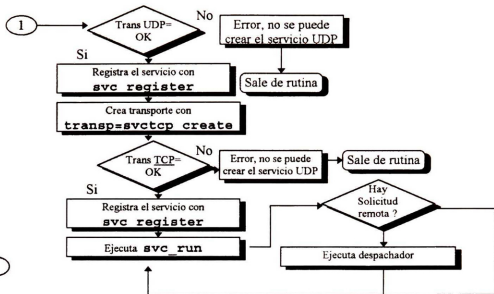 1
Trans UDP=
OK
No
Error, no se puede
crear el servicio UDP
Si
Registra el servicio con
svc register
Sale de rutina
Crea transporte con
transp=svctcp create
Trans TCP=
OK
No
Error, no se puede
crear el servicio UDP
Sale de rutina
Si
Registra el servicio con
svc register
Hay
Solicitud
remota ?
Ejecuta svc_run
Ejecuta despachador